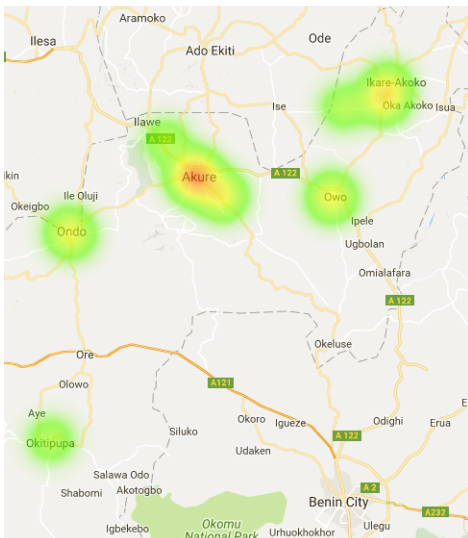 Aramoko
Ode
Ilesa
Ado Ekiti
Ikare-Akoko
Oka Akoko
Isua
Ise
Ilawe
A 122
A 122
Akure
ikin
Ile Oluji
Owo
Okeigbo
Ipele
Ondo
Ugbolan
Omialafara
A 122
Okeluse
Ore
A121
Olowo
E
Aye
Okoro
Igueze
Odighi
Erua
Siluko
A 122
Okitipupa
Udaken
Salawa Odo
A 2
Shabomi
Akotogbo
Benin City
A232
Igbekebo
Okomu
National Park
Urhuokhokhor
Ulegu